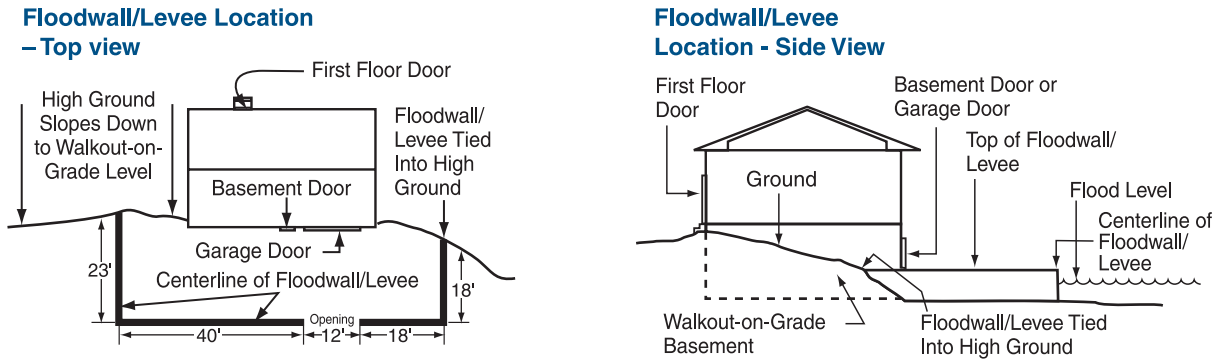 Floodwall/Levee Location
– Top view
First Floor Door
High Ground
Slopes Down
to Walkout-on-
Grade Level
Floodwall/
Levee Tied
Into High
Ground
Basement Door
Garage Door
Centerline of Floodwall/Levee
23'
18'
Opening
40'
12'
18'
Floodwall/Levee
Location - Side View
First Floor
Door
Basement Door or
Garage Door
Top of Floodwall/
Levee
Ground
Flood Level
Centerline of
Floodwall/
Levee
Walkout-on-Grade
Basement
Floodwall/Levee Tied
Into High Ground